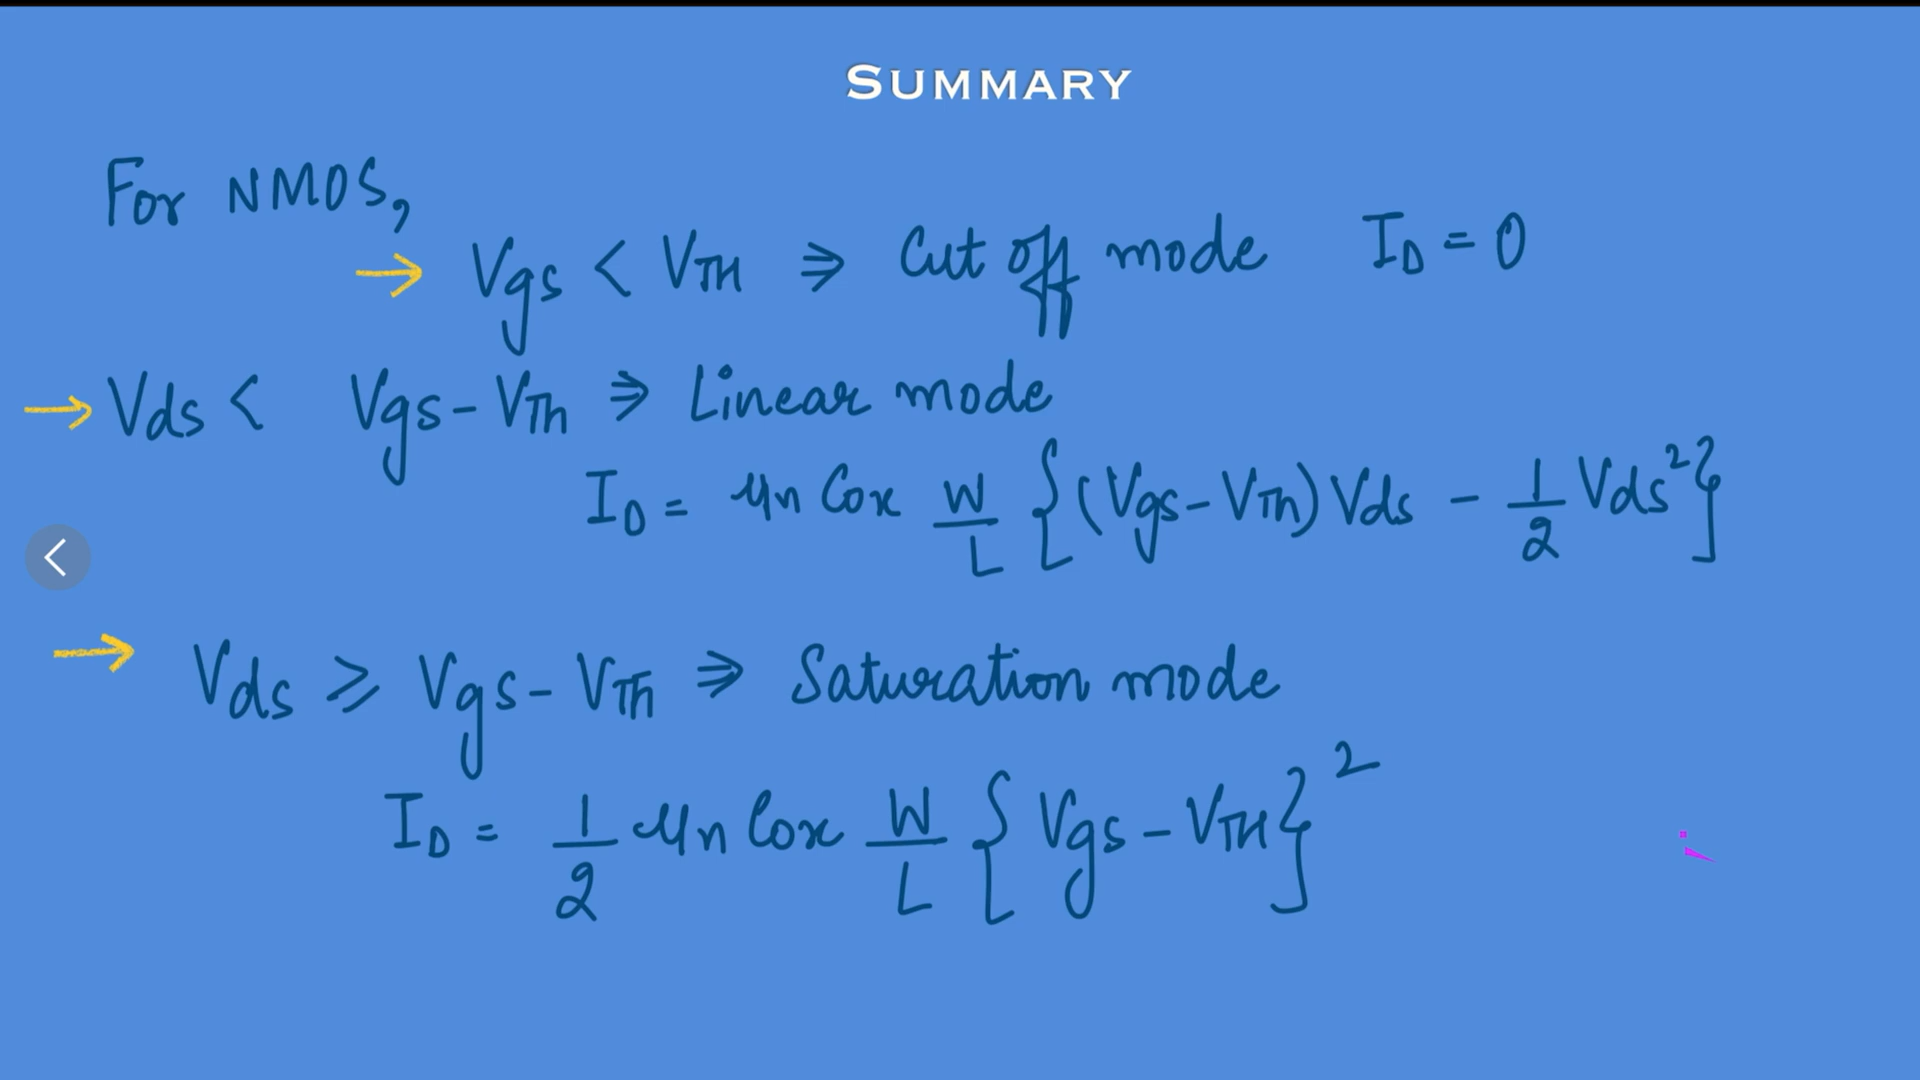 SUMMARY
For NMOS,
→ Vgs < VTH ⇒ Cut off mode ID = 0
→ Vds < Vgs - VTh ⇒ Linear mode
ID = μn Cox W/L {(Vgs - VTh) Vds - 1/2 Vds²}
→ Vds ≥ Vgs - VTh ⇒ Saturation mode
ID = 1/2 μn Cox W/L {Vgs - VTH}²